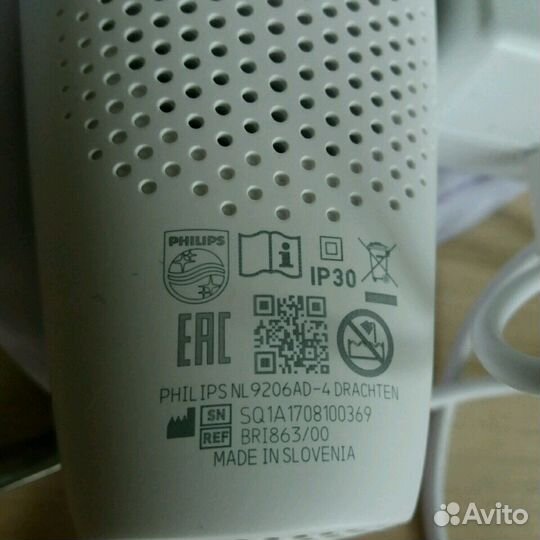 PHILIPS
i
IP30
EAC
PHILIPS NL9206AD-4 DRACHTEN
SN SQ1A1708100369
REF BRI863/00
MADE IN SLOVENIA
Avito